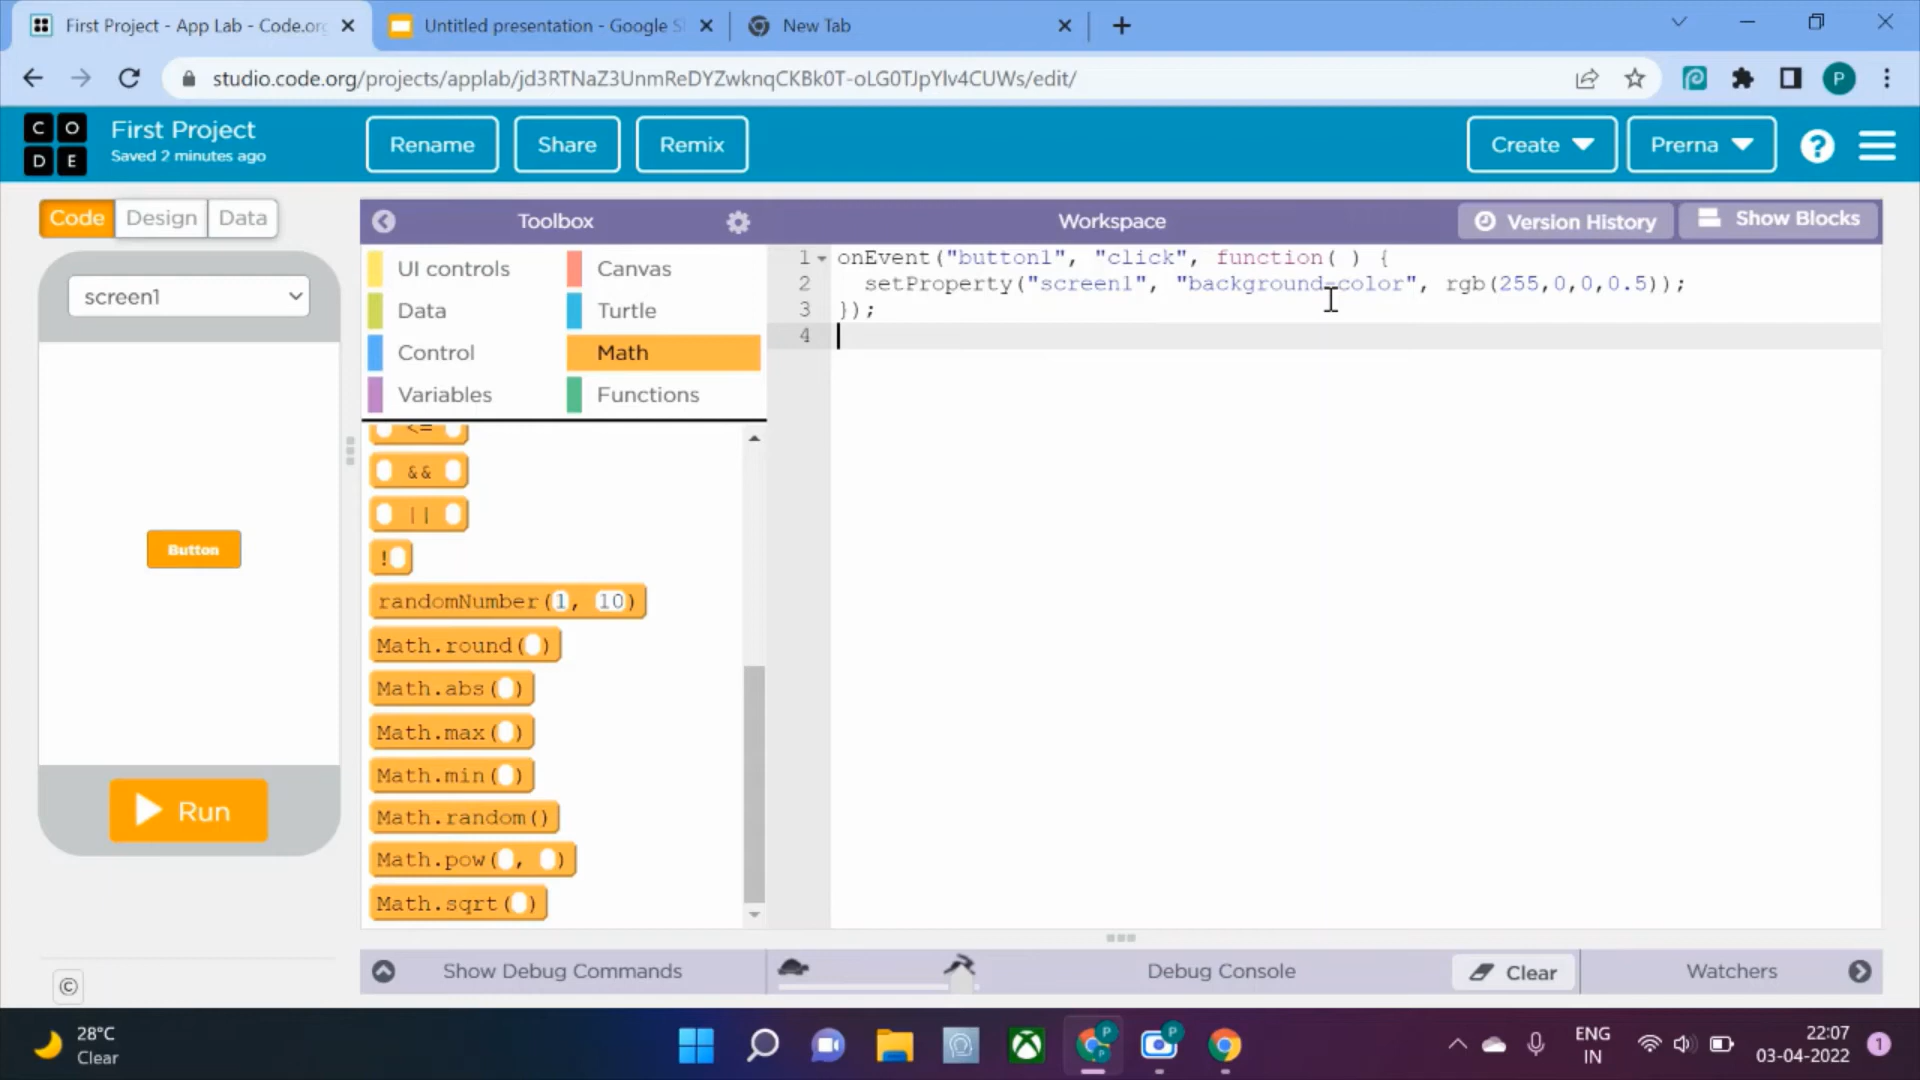 First Project - App Lab - Code.org
Untitled presentation - Google S
New Tab
studio.code.org/projects/applab/jd3RTNaZ3UnmReDYZwknqCKBk0T-oLG0TJpYlv4CUWs/edit/
P
C O D E
First Project
Saved 2 minutes ago
Rename
Share
Remix
Create
Prerna
?
Code
Design
Data
Toolbox
Workspace
Version History
Show Blocks
screen1
UI controls
Canvas
Data
Turtle
Control
Math
Variables
Functions
1 onEvent("button1", "click", function( ) {
2 setProperty("screen1", "background-color", rgb(255,0,0,0.5));
3 });
4
<=
&&
||
!
randomNumber(1, 10)
Math.round( )
Math.abs( )
Math.max( )
Math.min( )
Math.random()
Math.pow( , )
Math.sqrt( )
Button
Run
©
Show Debug Commands
Debug Console
Clear
Watchers
28°C
Clear
P
P
P
ENG
IN
22:07
03-04-2022
1